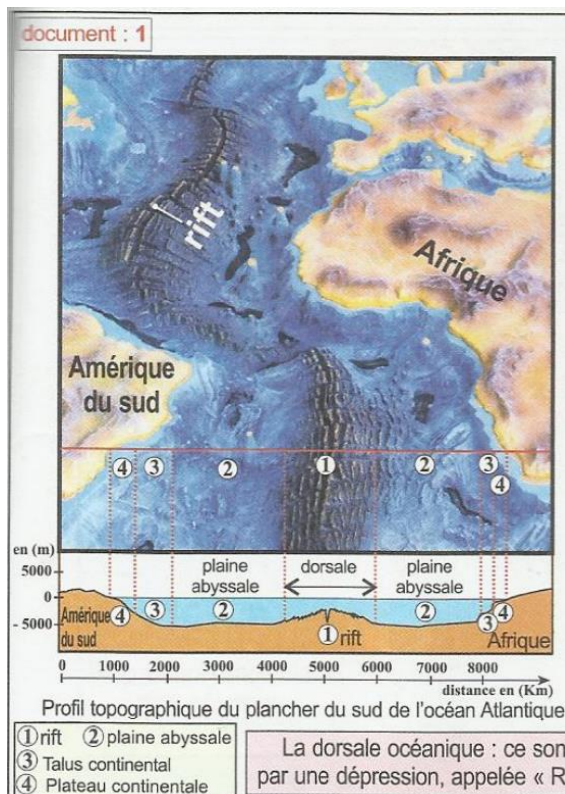 document : 1
rift
Afrique
Amérique
du sud
④ ③ ② ① ② ③
④
en (m)
5000
0
- 5000
plaine
abyssale
dorsale
plaine
abyssale
Amérique
du sud
④ ③ ② ① rift ② ③ ④
Afrique
0 1000 2000 3000 4000 5000 6000 7000 8000
distance en (Km)
Profil topographique du plancher du sud de l'océan Atlantique
① rift ② plaine abyssale
③ Talus continental
④ Plateau continentale
La dorsale océanique : ce son
par une dépression, appelée « R